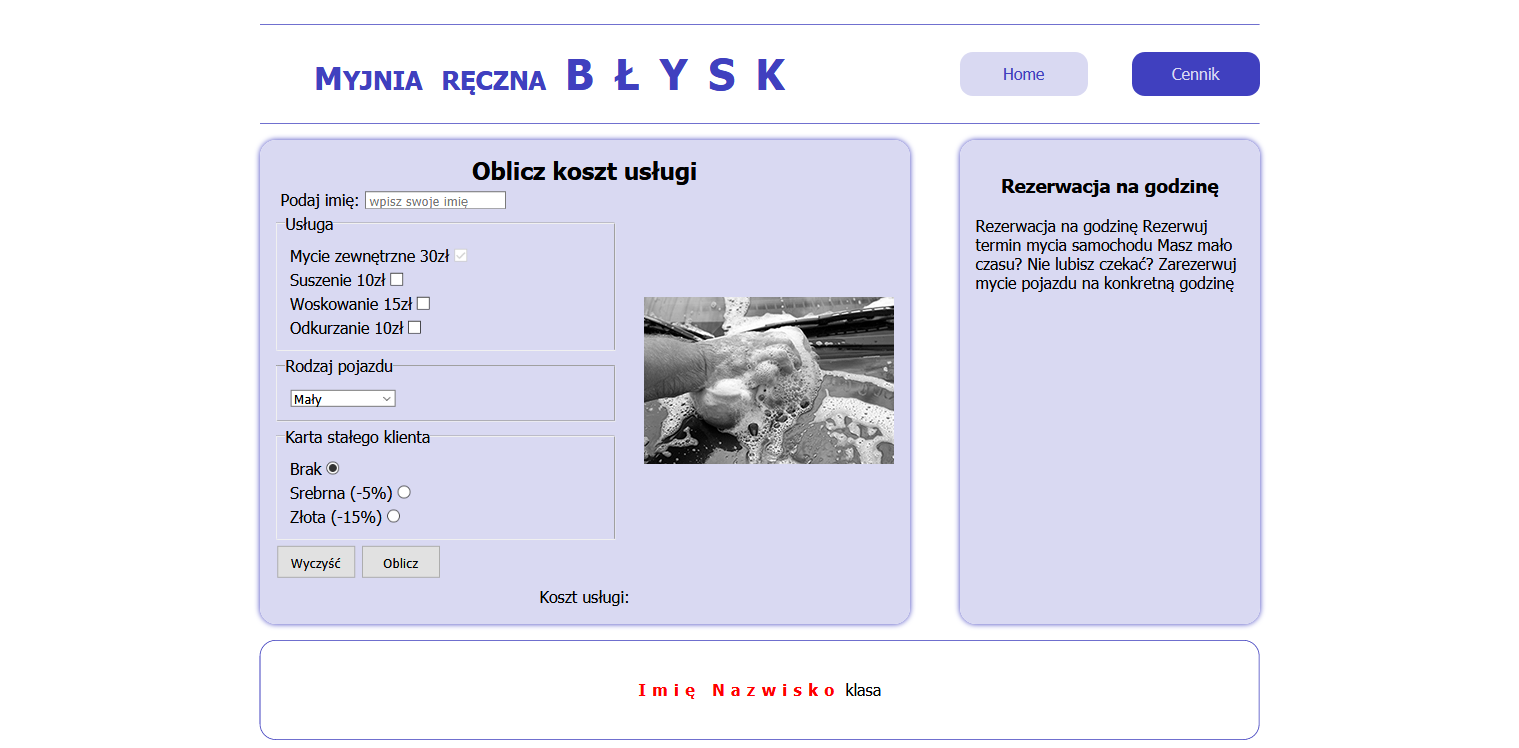 Myjnia ręczna B Ł Y S K
Home
Cennik
Oblicz koszt usługi
Podaj imię: wpisz swoje imię
Usługa
Mycie zewnętrzne 30zł
Suszenie 10zł
Woskowanie 15zł
Odkurzanie 10zł
Rodzaj pojazdu
Mały
Karta stałego klienta
Brak
Srebrna (-5%)
Złota (-15%)
Wyczyść
Oblicz
Koszt usługi:
Rezerwacja na godzinę
Rezerwacja na godzinę Rezerwuj
termin mycia samochodu Masz mało
czasu? Nie lubisz czekać? Zarezerwuj
mycie pojazdu na konkretną godzinę
Imię Nazwisko klasa